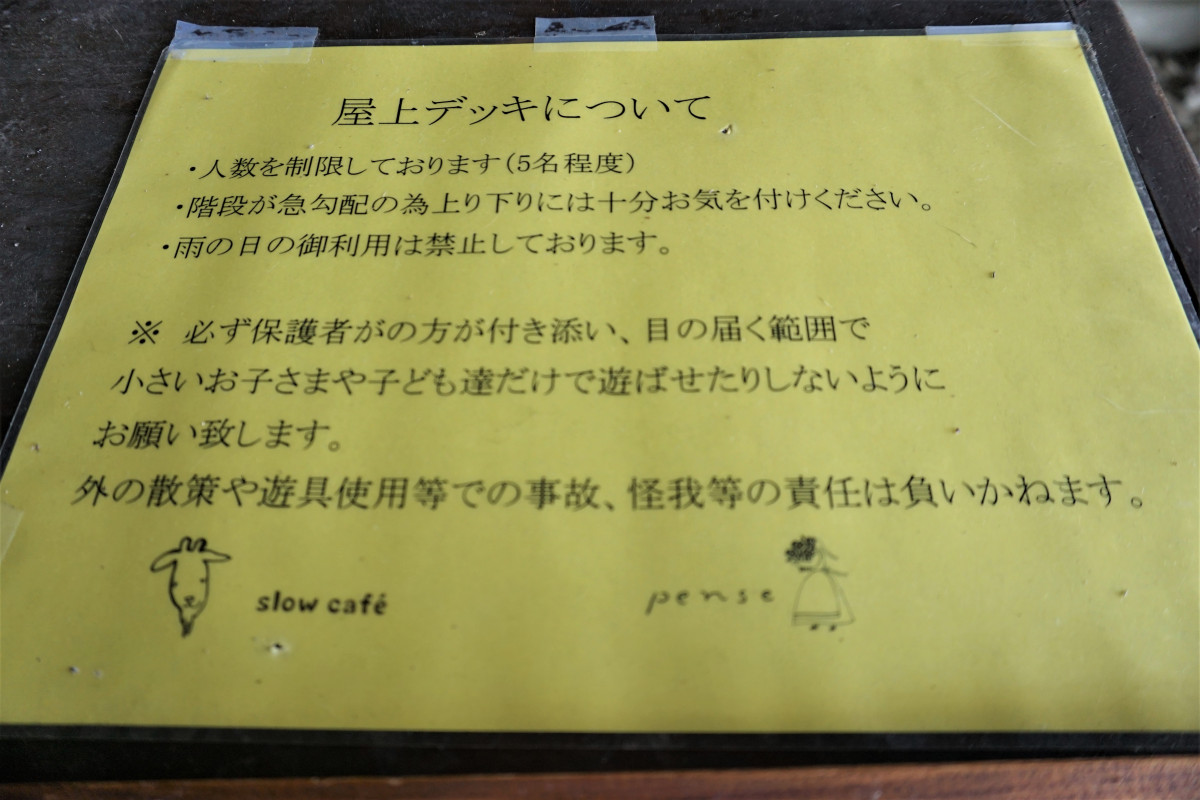 屋上デッキについて
・人数を制限しております(5名程度)
・階段が急勾配の為上り下りには十分お気を付けください。
・雨の日の御利用は禁止しております。
※ 必ず保護者がの方が付き添い、目の届く範囲で
小さいお子さまや子ども達だけで遊ばせたりしないように
お願い致します。
外の散策や遊具使用等での事故、怪我等の責任は負いかねます。
slow café
pense